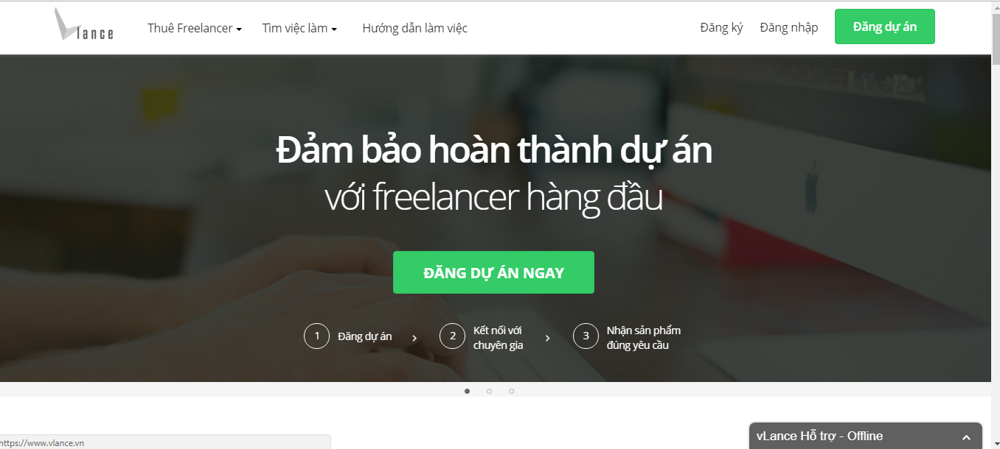 Vlance
Thuê Freelancer
Tìm việc làm
Hướng dẫn làm việc
Đăng ký
Đăng nhập
Đăng dự án
Đảm bảo hoàn thành dự án
với freelancer hàng đầu
ĐĂNG DỰ ÁN NGAY
1
Đăng dự án
2
Kết nối với
chuyên gia
3
Nhận sản phẩm
đúng yêu cầu
https://www.vlance.vn
vLance Hỗ trợ - Offline